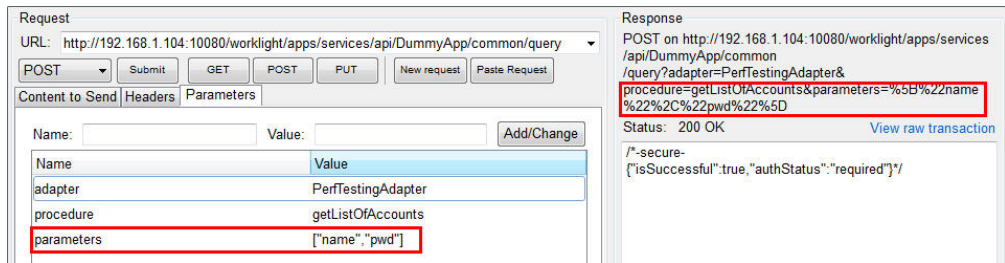 Request
URL: http://192.168.1.104:10080/worklight/apps/services/api/DummyApp/common/query
POST Submit GET POST PUT New request Paste Request
Content to Send Headers Parameters
Name: Value: Add/Change
Name Value
adapter PerfTestingAdapter
procedure getListOfAccounts
parameters ["name","pwd"]
Response
POST on http://192.168.1.104:10080/worklight/apps/services
/api/DummyApp/common
/query?adapter=PerfTestingAdapter&
procedure=getListOfAccounts&parameters=%5B%22name
%22%2C%22pwd%22%5D
Status: 200 OK View raw transaction
/*-secure-
{"isSuccessful":true,"authStatus":"required"}*/